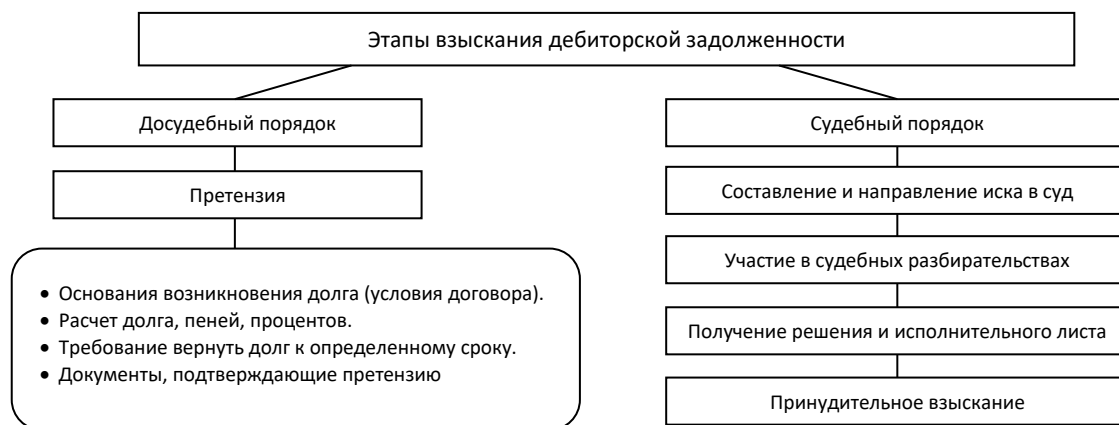 Этапы взыскания дебиторской задолженности
Досудебный порядок
Претензия
• Основания возникновения долга (условия договора).
• Расчет долга, пеней, процентов.
• Требование вернуть долг к определенному сроку.
• Документы, подтверждающие претензию
Судебный порядок
Составление и направление иска в суд
Участие в судебных разбирательствах
Получение решения и исполнительного листа
Принудительное взыскание